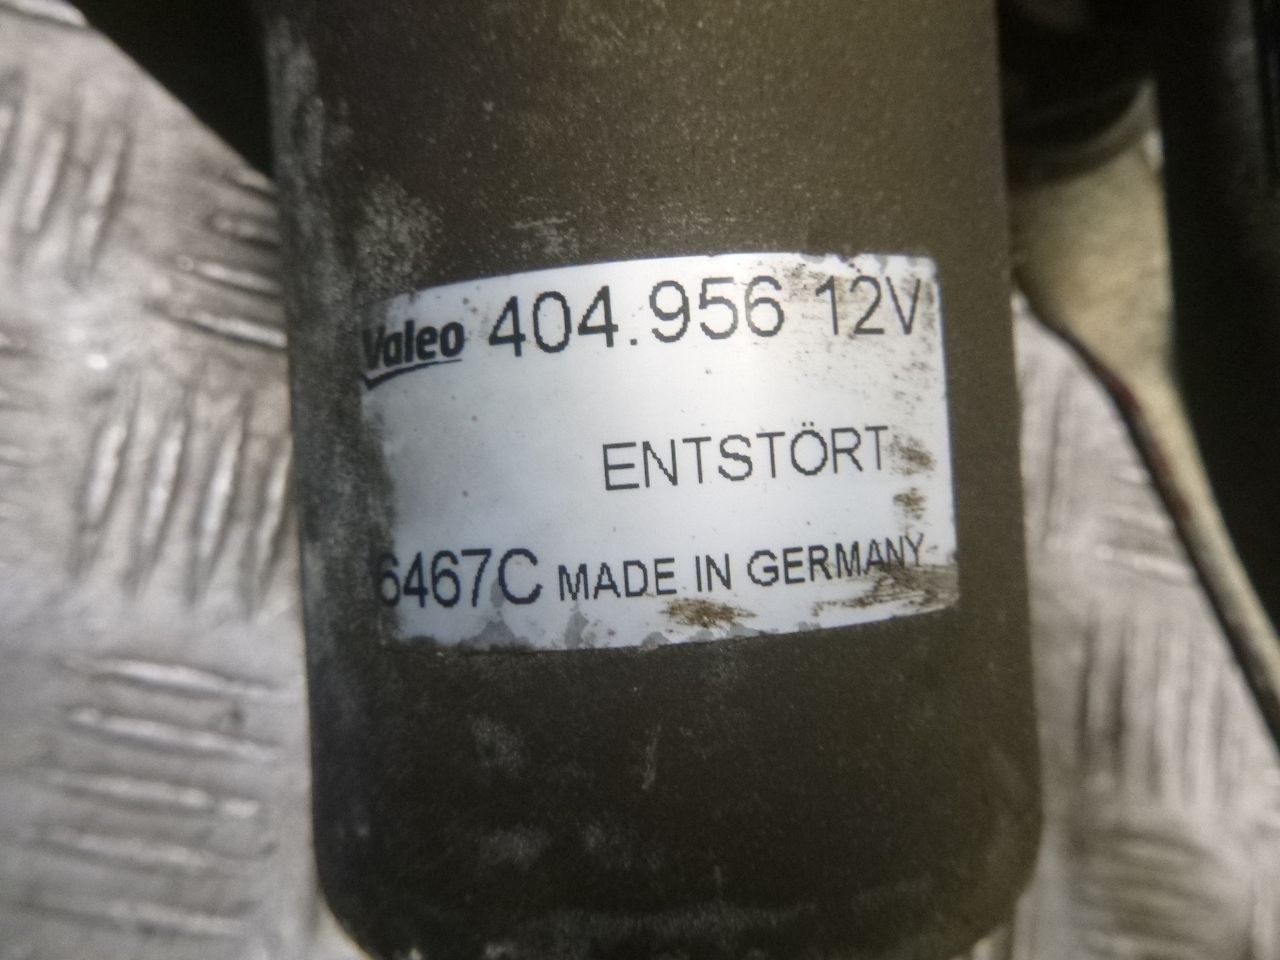 Valeo 404.956 12V
ENTSTÖRT
6467C MADE IN GERMANY